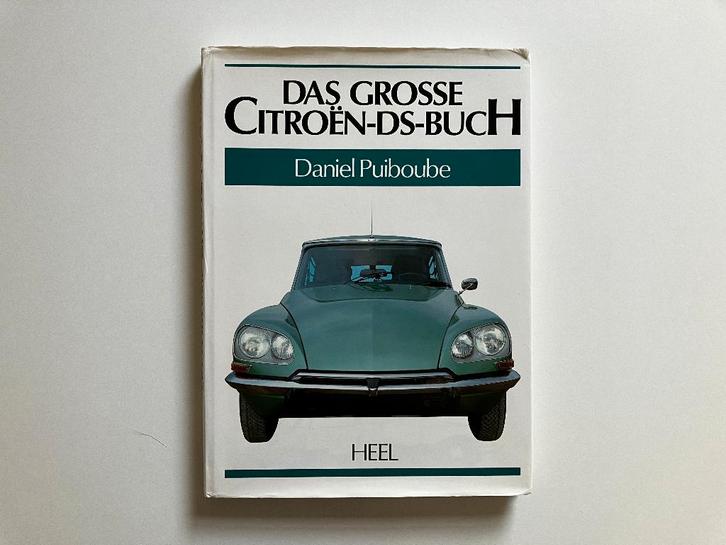 DAS GROSSE
CITROËN-DS-BUCH
Daniel Puiboube
HEEL